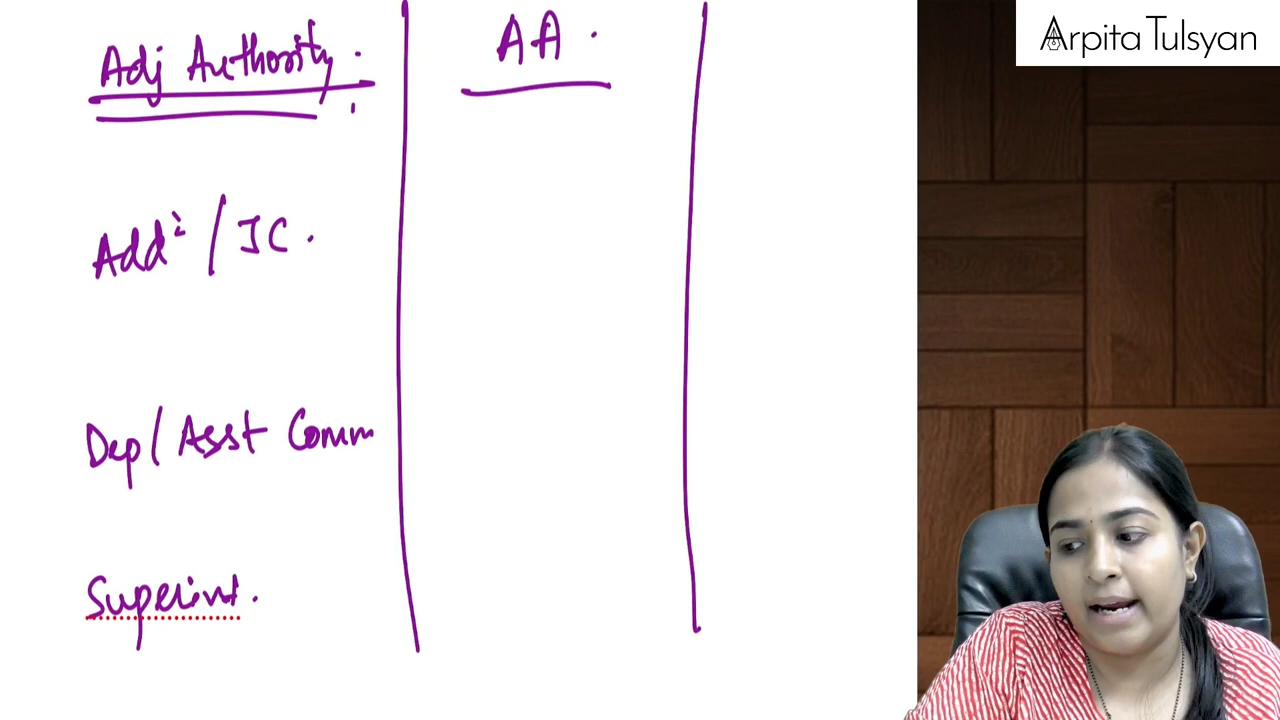 Arpita Tulsyan
Adj Authority.
AA.
Addl / JC.
Dep / Asst Comm
Superint.